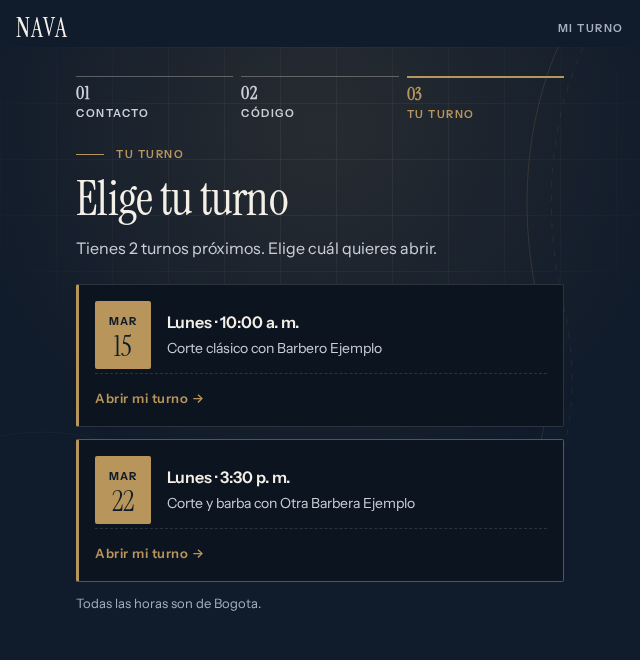 NAVA
MI TURNO
01
CONTACTO
02
CÓDIGO
03
TU TURNO
TU TURNO
Elige tu turno
Tienes 2 turnos próximos. Elige cuál quieres abrir.
MAR
15
Lunes · 10:00 a. m.
Corte clásico con Barbero Ejemplo
Abrir mi turno →
MAR
22
Lunes · 3:30 p. m.
Corte y barba con Otra Barbera Ejemplo
Abrir mi turno →
Todas las horas son de Bogota.